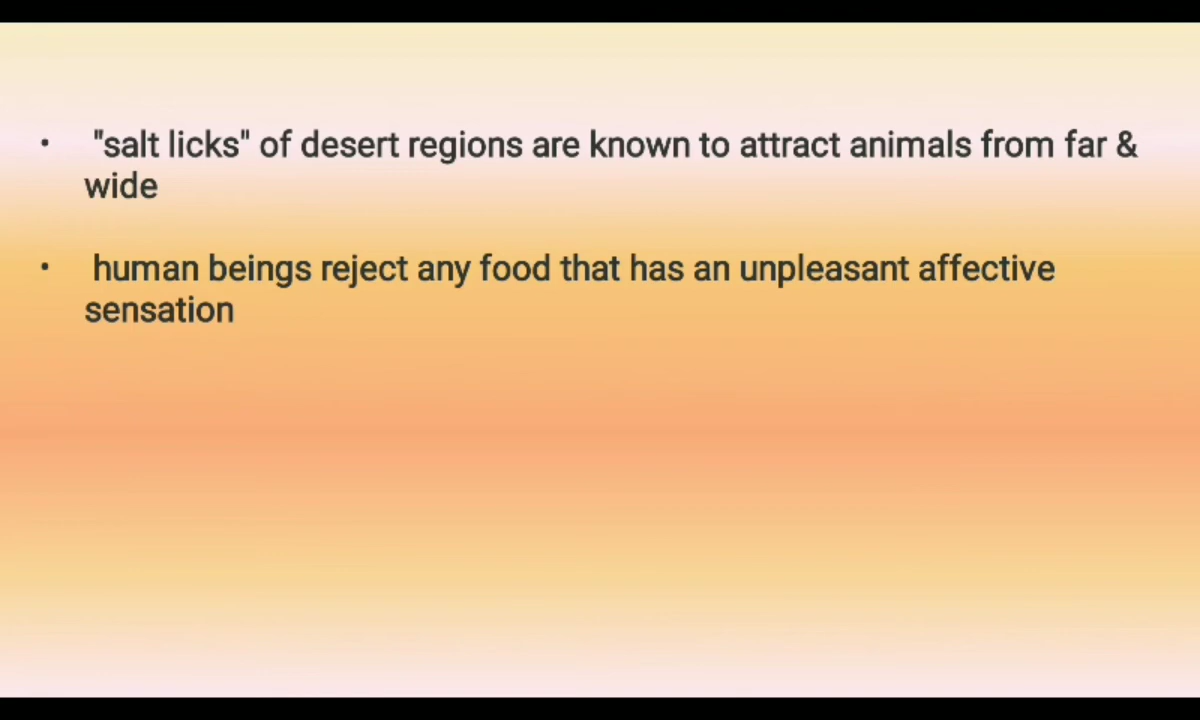 • "salt licks" of desert regions are known to attract animals from far &
wide
• human beings reject any food that has an unpleasant affective
sensation